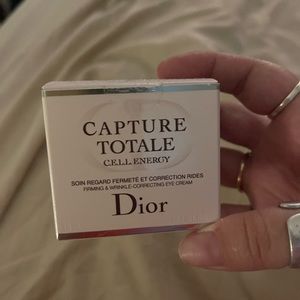 CAPTURE
TOTALE
C.E.L.L. ENERGY
SOIN REGARD FERMETÉ ET CORRECTION RIDES
FIRMING & WRINKLE-CORRECTING EYE CREAM
Dior